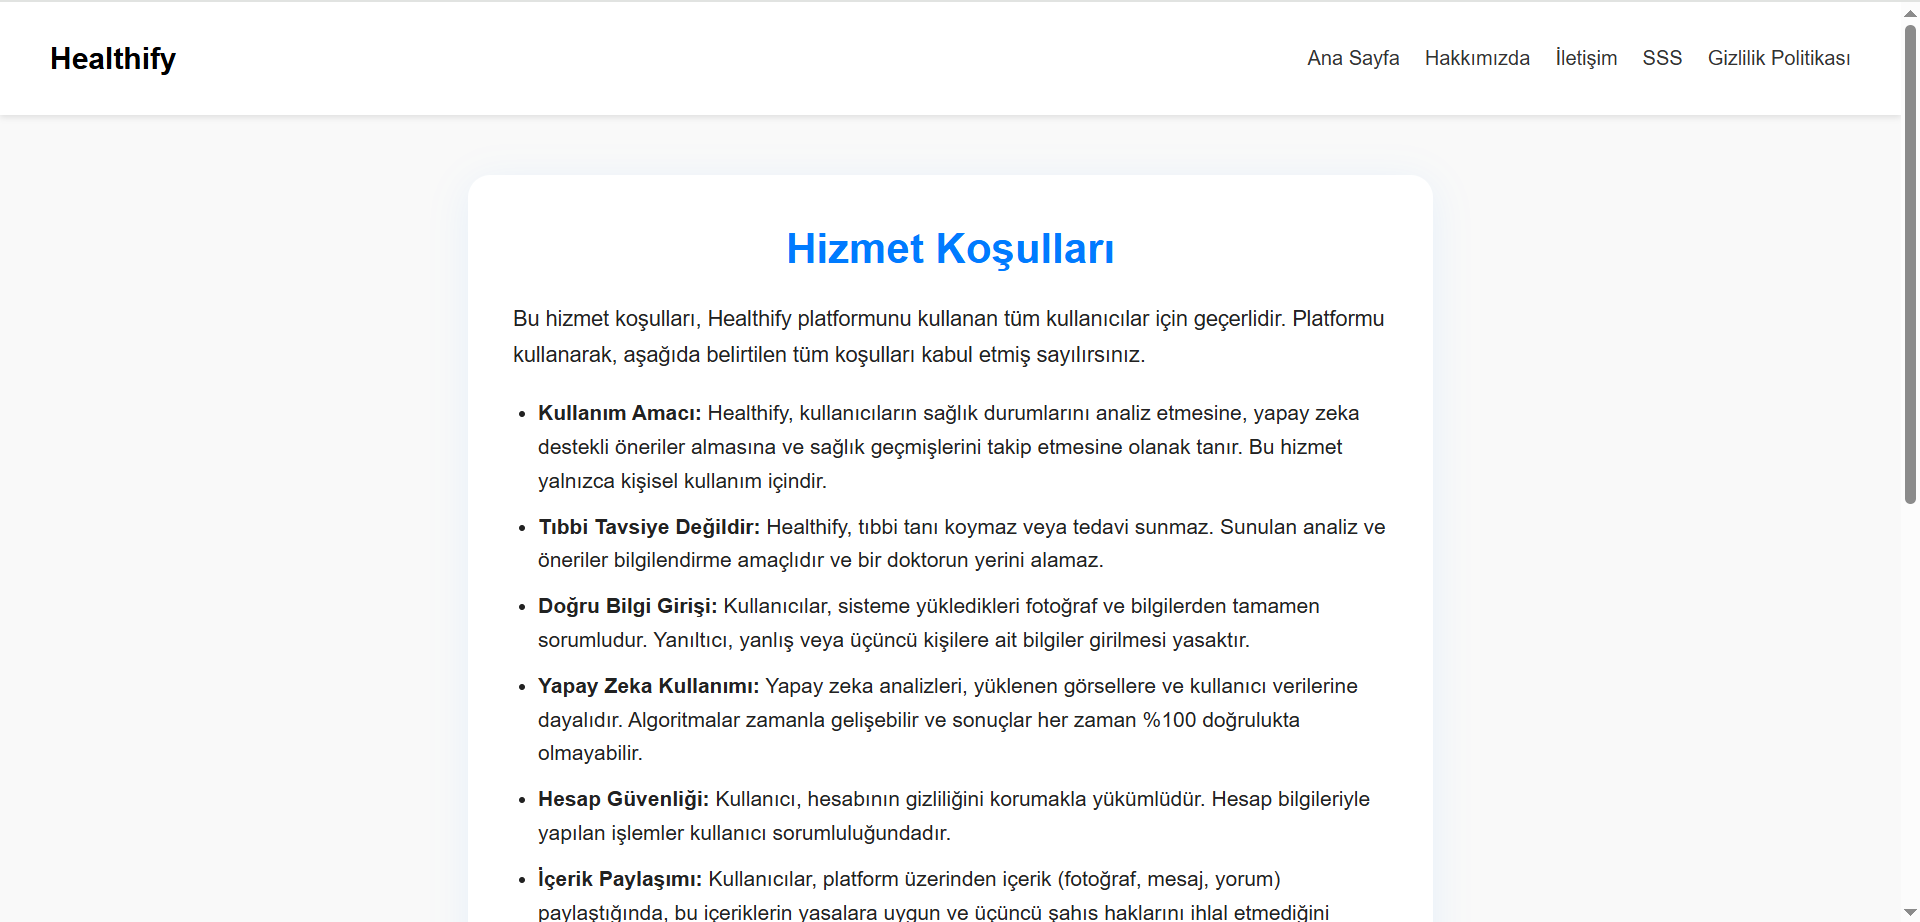 Healthify
Ana Sayfa Hakkımızda İletişim SSS Gizlilik Politikası
Hizmet Koşulları
Bu hizmet koşulları, Healthify platformunu kullanan tüm kullanıcılar için geçerlidir. Platformu
kullanarak, aşağıda belirtilen tüm koşulları kabul etmiş sayılırsınız.
• Kullanım Amacı: Healthify, kullanıcıların sağlık durumlarını analiz etmesine, yapay zeka
destekli öneriler almasına ve sağlık geçmişlerini takip etmesine olanak tanır. Bu hizmet
yalnızca kişisel kullanım içindir.
• Tıbbi Tavsiye Değildir: Healthify, tıbbi tanı koymaz veya tedavi sunmaz. Sunulan analiz ve
öneriler bilgilendirme amaçlıdır ve bir doktorun yerini alamaz.
• Doğru Bilgi Girişi: Kullanıcılar, sisteme yükledikleri fotoğraf ve bilgilerden tamamen
sorumludur. Yanıltıcı, yanlış veya üçüncü kişilere ait bilgiler girilmesi yasaktır.
• Yapay Zeka Kullanımı: Yapay zeka analizleri, yüklenen görsellere ve kullanıcı verilerine
dayalıdır. Algoritmalar zamanla gelişebilir ve sonuçlar her zaman %100 doğrulukta
olmayabilir.
• Hesap Güvenliği: Kullanıcı, hesabının gizliliğini korumakla yükümlüdür. Hesap bilgileriyle
yapılan işlemler kullanıcı sorumluluğundadır.
• İçerik Paylaşımı: Kullanıcılar, platform üzerinden içerik (fotoğraf, mesaj, yorum)
paylaştığında, bu içeriklerin yasalara uygun ve üçüncü şahıs haklarını ihlal etmediğini